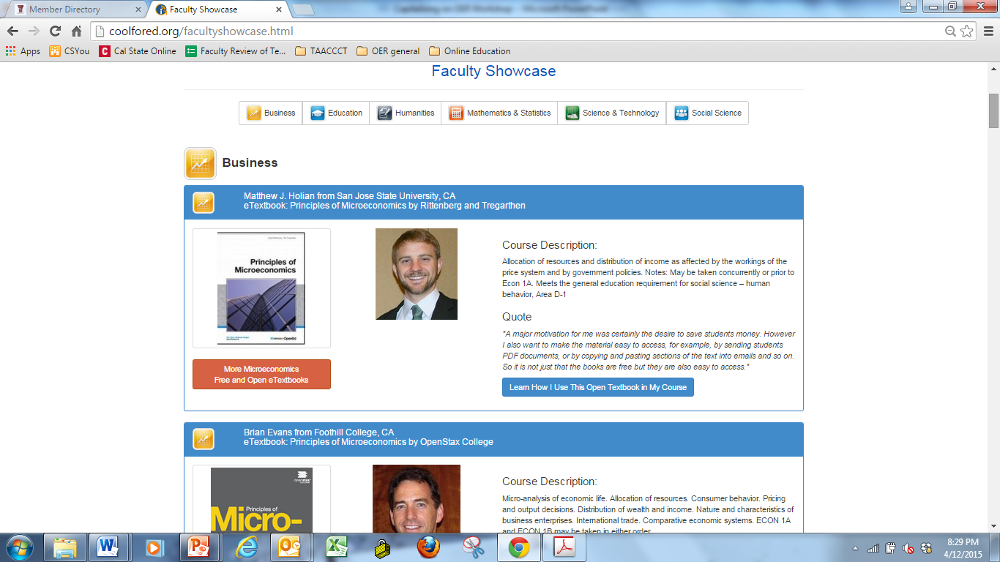 Capitalizing on OER Workshop - Microsoft PowerPoint
Member Directory
Faculty Showcase
coolfored.org/facultyshowcase.html
Apps
CSYou
Cal State Online
Faculty Review of Te...
TAACCCT
OER general
Online Education
Faculty Showcase
Business
Education
Humanities
Mathematics & Statistics
Science & Technology
Social Science
Business
Matthew J. Holian from San Jose State University, CA
eTextbook: Principles of Microeconomics by Rittenberg and Tregarthen
Principles of
Microeconomics
More Microeconomics
Free and Open eTextbooks
Course Description:
Allocation of resources and distribution of income as affected by the workings of the
price system and by government policies. Notes: May be taken concurrently or prior to
Econ 1A. Meets the general education requirement for social science – human
behavior, Area D-1
Quote
"A major motivation for me was certainly the desire to save students money. However
I also want to make the material easy to access, for example, by sending students
PDF documents, or by copying and pasting sections of the text into emails and so on.
So it is not just that the books are free but they are also easy to access."
Learn How I Use This Open Textbook in My Course
Brian Evans from Foothill College, CA
eTextbook: Principles of Microeconomics by OpenStax College
openstax
Principles of
Micro-
Course Description:
Micro-analysis of economic life. Allocation of resources. Consumer behavior. Pricing
and output decisions. Distribution of wealth and income. Nature and characteristics of
business enterprises. International trade. Comparative economic systems. ECON 1A
and ECON 1B may be taken in either order
8:29 PM
4/12/2015